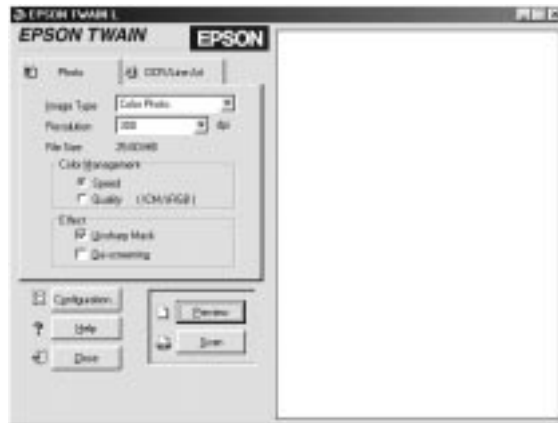 EPSON TWAIN L
EPSON TWAIN EPSON
Photo OCR/Line Art
Image Type Color Photo
Resolution 300 dpi
File Size
Color Management
Speed
Quality (ICM/sRGB)
Effect
Unsharp Mask
De-screening
Configuration
Preview
Help
Scan
Close